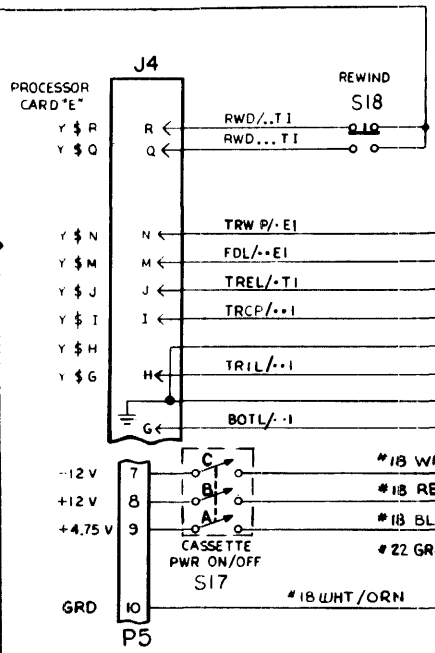 J4
PROCESSOR
CARD "E"
REWIND
S18
Y $ R R RWD/..TI
Y $ Q Q RWD...TI
Y $ N N TRWP/·EI
Y $ M M FDL/··EI
Y $ J J TREL/·TI
Y $ I I TRCP/··I
Y $ H
Y $ G H TRIL/··I
G BOTL/··I
-12 V 7 C #18 WH
+12 V 8 B #18 RE
+4.75 V 9 A #18 BL
CASSETTE
PWR ON/OFF
S17
#22 GR
GRD 10 #18 WHT/ORN
P5